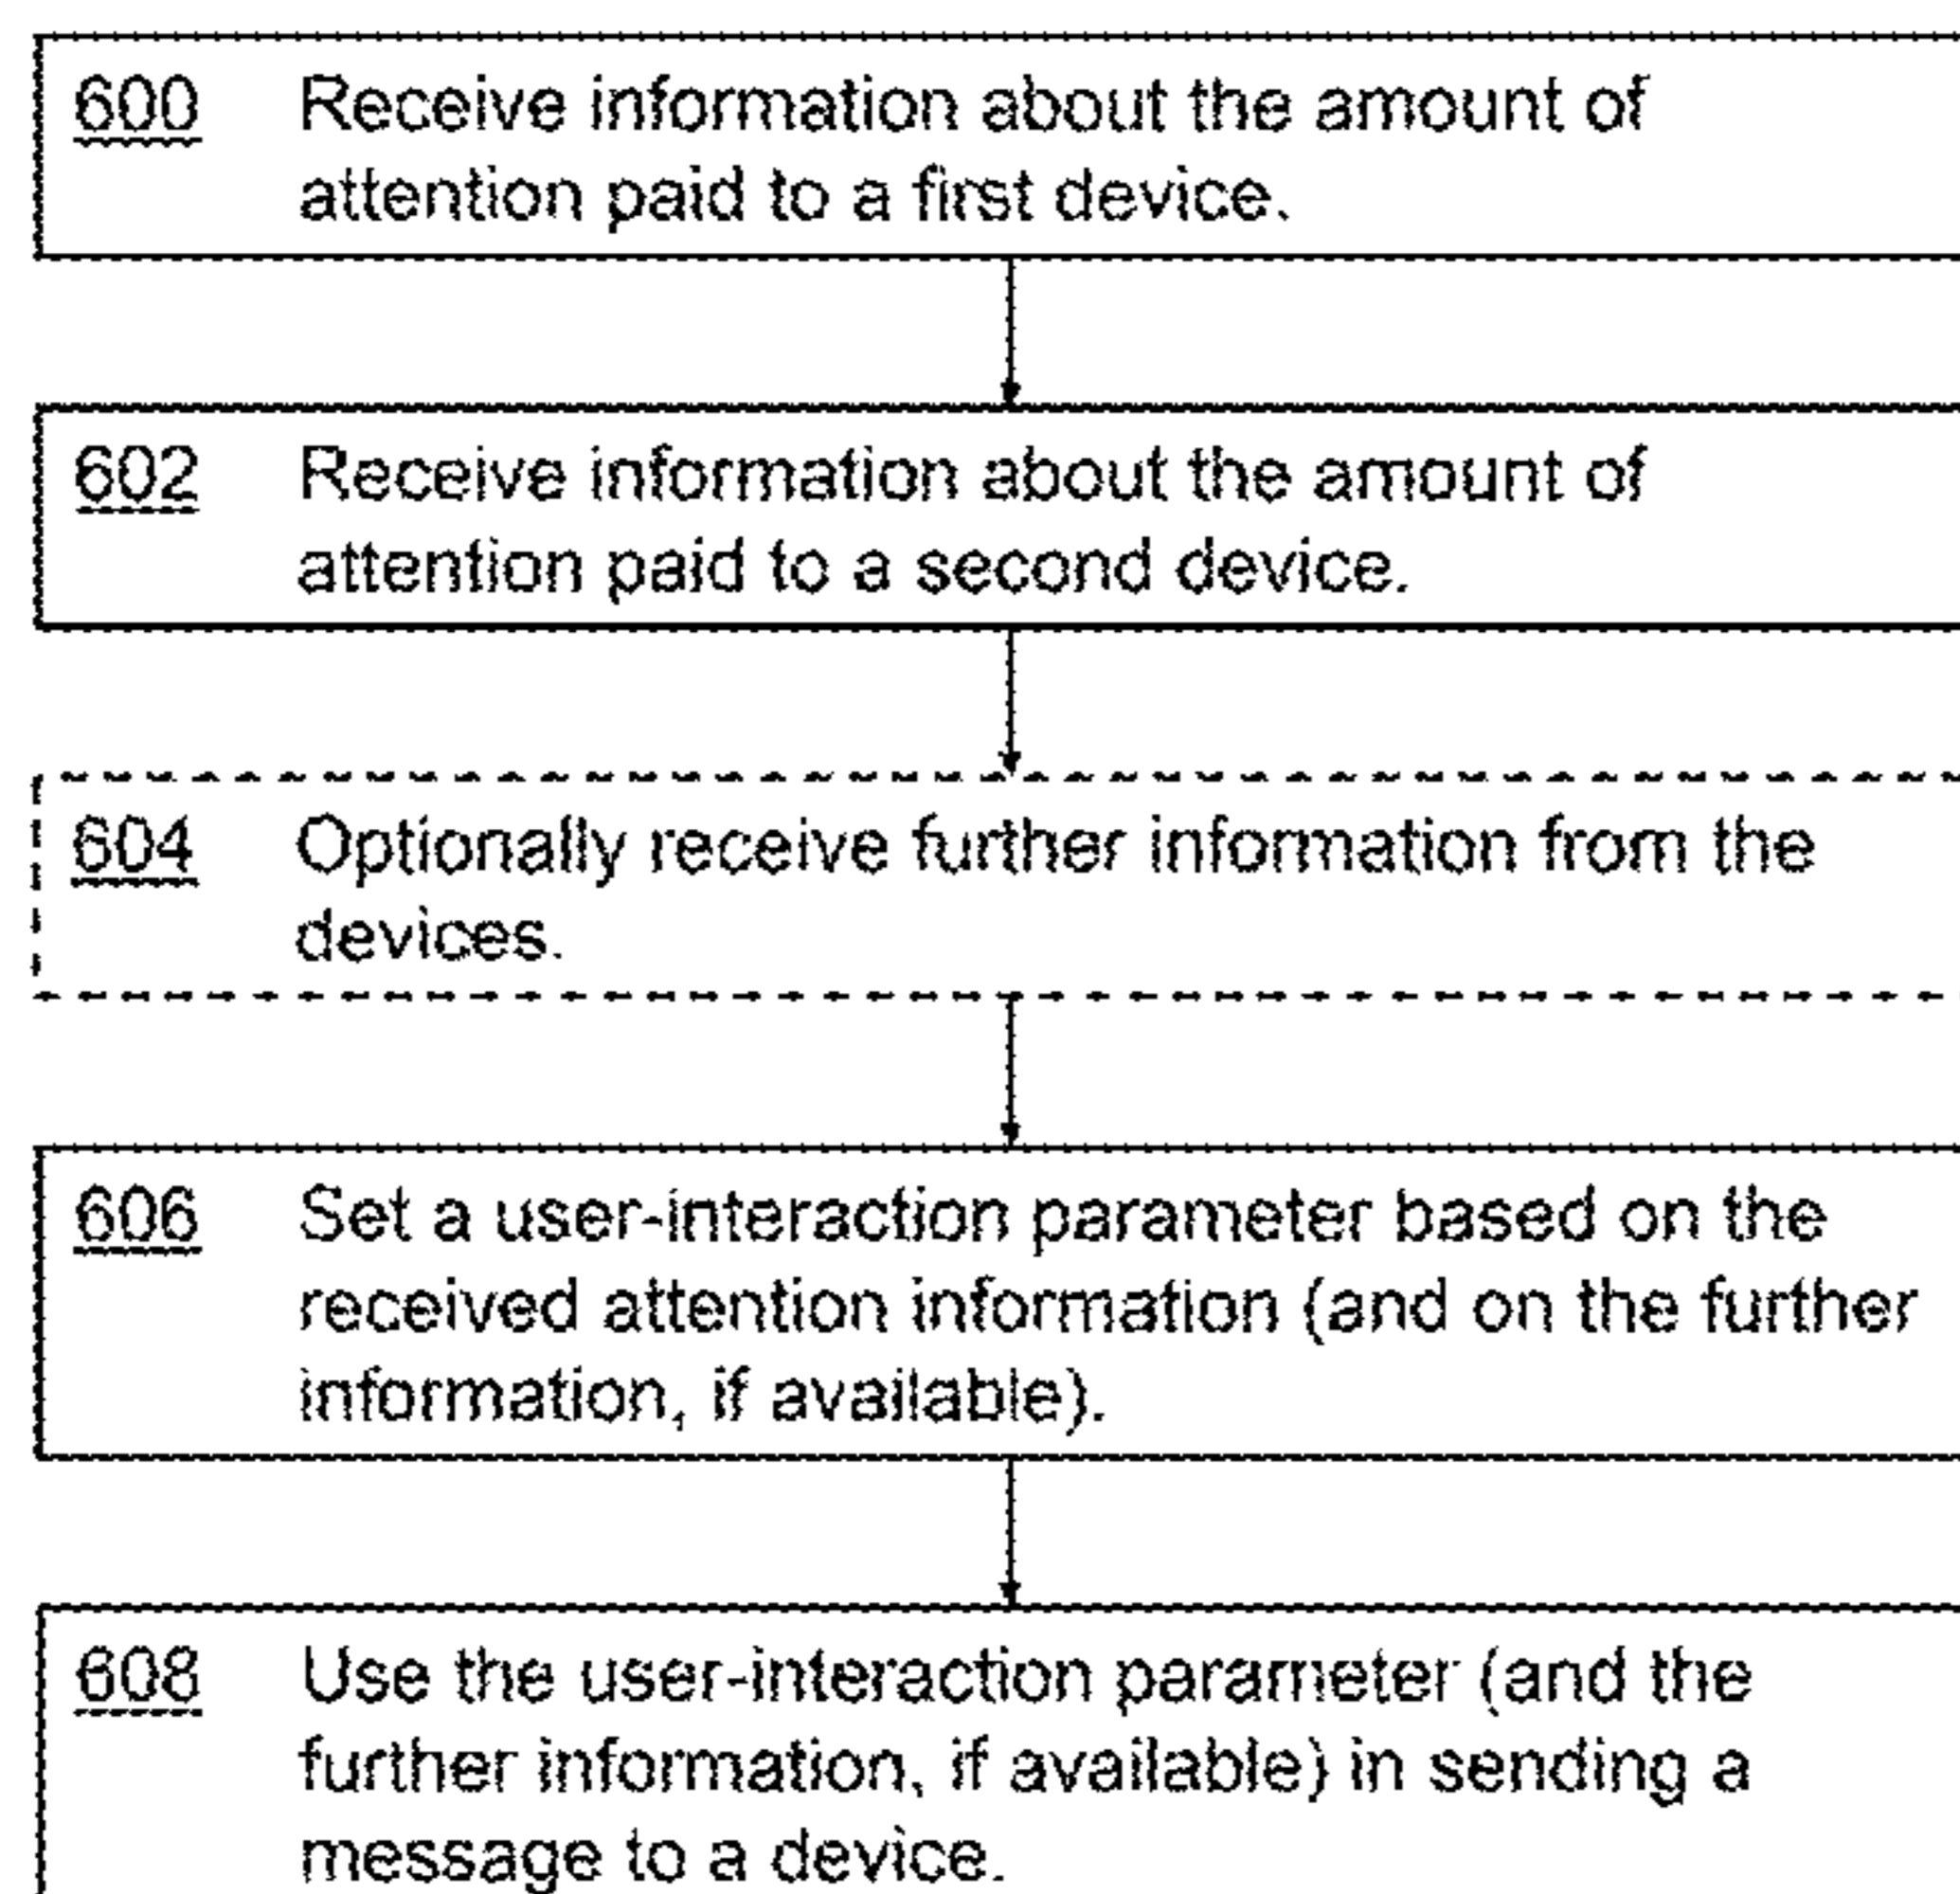 600 Receive information about the amount of
attention paid to a first device.
602 Receive information about the amount of
attention paid to a second device.
604 Optionally receive further information from the
devices.
606 Set a user-interaction parameter based on the
received attention information (and on the further
information, if available).
608 Use the user-interaction parameter (and the
further information, if available) in sending a
message to a device.